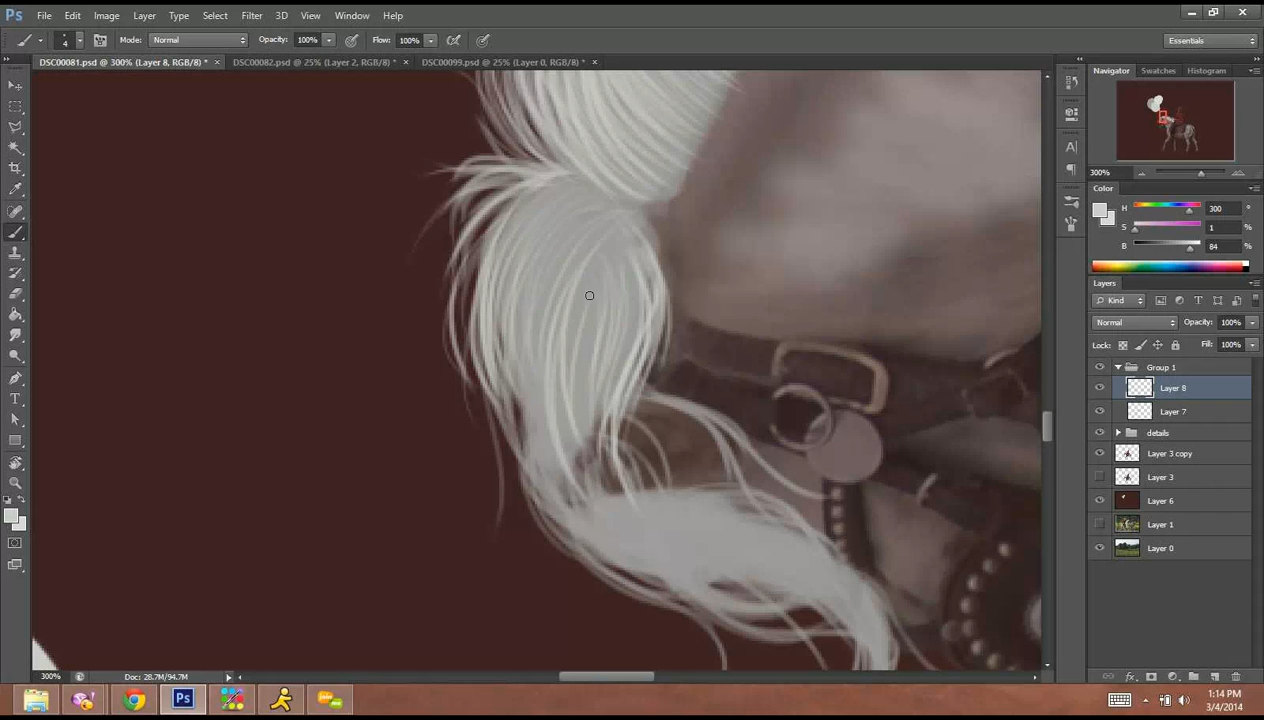 Ps File Edit Image Layer Type Select Filter 3D View Window Help
4 Mode: Normal Opacity: 100% Flow: 100% Essentials
DSC00081.psd @ 300% (Layer 8, RGB/8) * × DSC00082.psd @ 25% (Layer 2, RGB/8) * × DSC00099.psd @ 25% (Layer 0, RGB/8) * ×
Navigator Swatches Histogram
300%
Color
H 300 °
S 1 %
B 84 %
Layers
Kind
Normal Opacity: 100%
Lock: Fill: 100%
Group 1
Layer 8
Layer 7
details
Layer 3 copy
Layer 3
Layer 6
Layer 1
Layer 0
300% Doc: 28.7M/94.7M
Ps
1:14 PM
3/4/2014